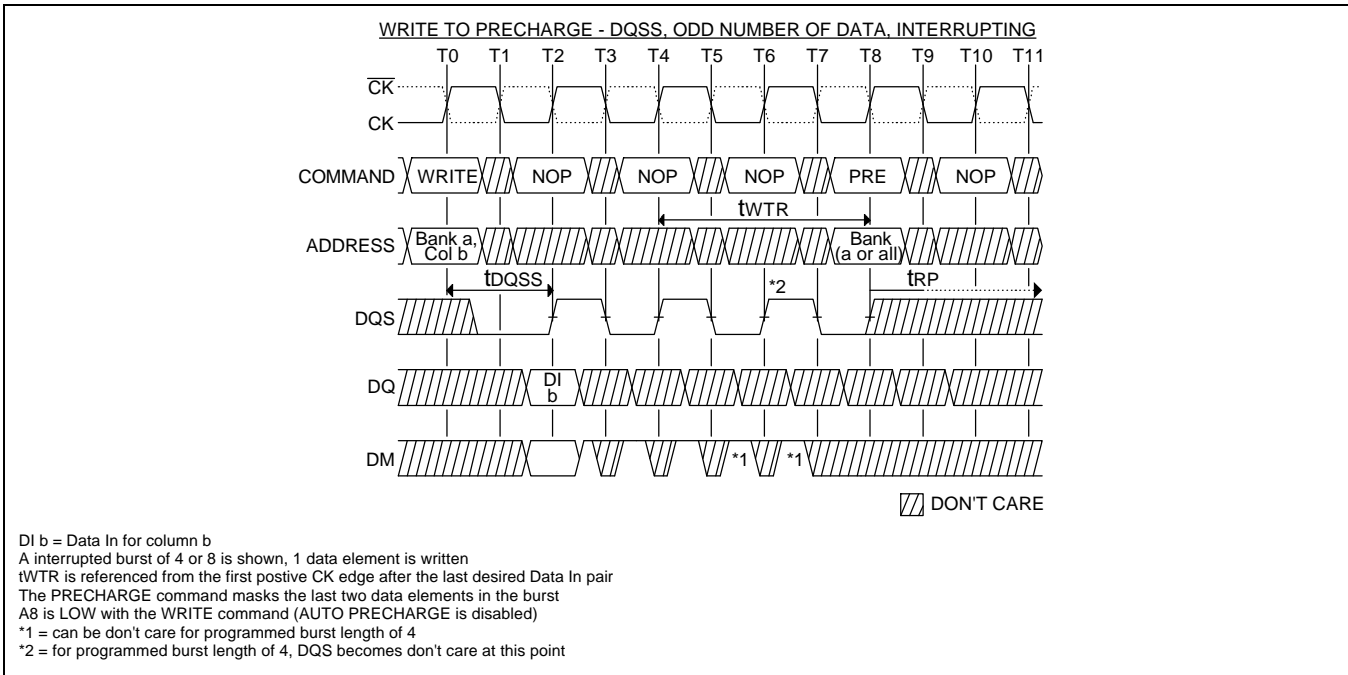 WRITE TO PRECHARGE - DQSS, ODD NUMBER OF DATA, INTERRUPTING
T0 T1 T2 T3 T4 T5 T6 T7 T8 T9 T10 T11
CK
CK
COMMAND WRITE NOP NOP NOP PRE NOP
tWTR
ADDRESS Bank a, Col b Bank (a or all)
tDQSS *2 tRP
DQS
DQ DI b
DM *1 *1
DON'T CARE
DI b = Data In for column b
A interrupted burst of 4 or 8 is shown, 1 data element is written
tWTR is referenced from the first postive CK edge after the last desired Data In pair
The PRECHARGE command masks the last two data elements in the burst
A8 is LOW with the WRITE command (AUTO PRECHARGE is disabled)
*1 = can be don't care for programmed burst length of 4
*2 = for programmed burst length of 4, DQS becomes don't care at this point